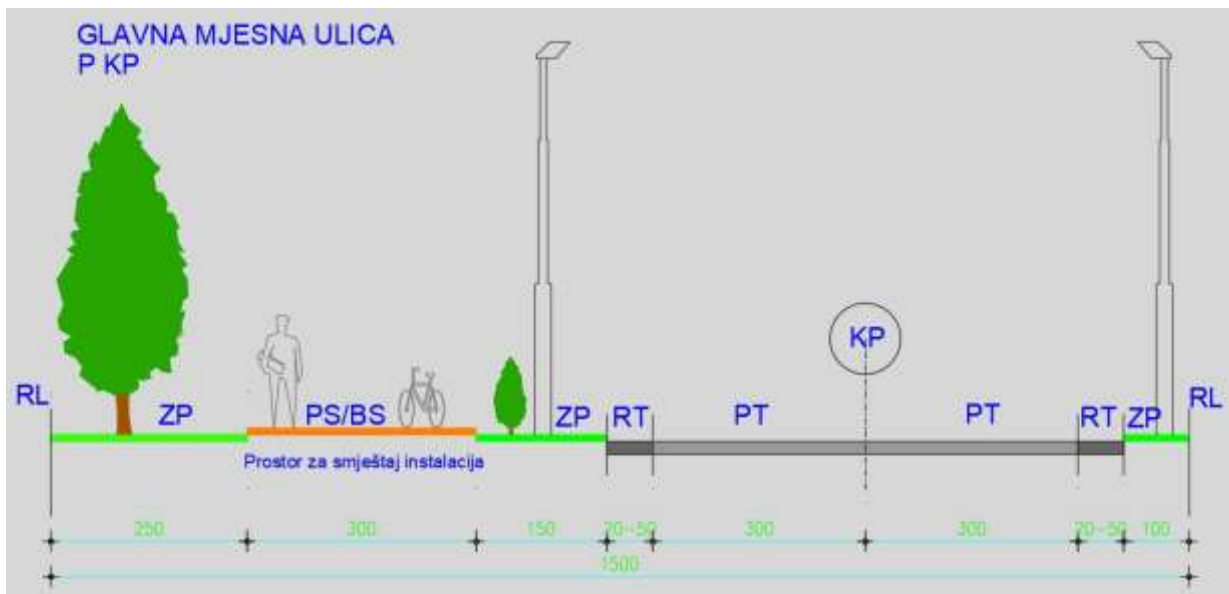 GLAVNA MJESNA ULICA
P KP
KP
RL ZP PS/BS ZP RT PT PT RT ZP RL
Prostor za smještaj instalacija
250 300 150 20~50 300 300 20~50 100
1500